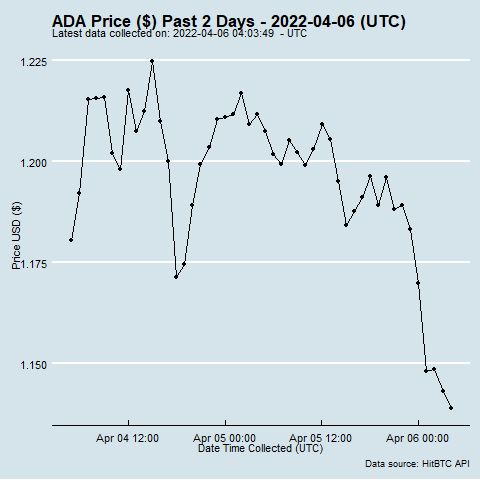 ADA Price ($) Past 2 Days - 2022-04-06 (UTC)
Latest data collected on: 2022-04-06 04:03:49  - UTC
1.225
1.200
1.175
1.150
Price USD ($)
Apr 04 12:00 Apr 05 00:00 Apr 05 12:00 Apr 06 00:00
Date Time Collected (UTC)
Data source: HitBTC API